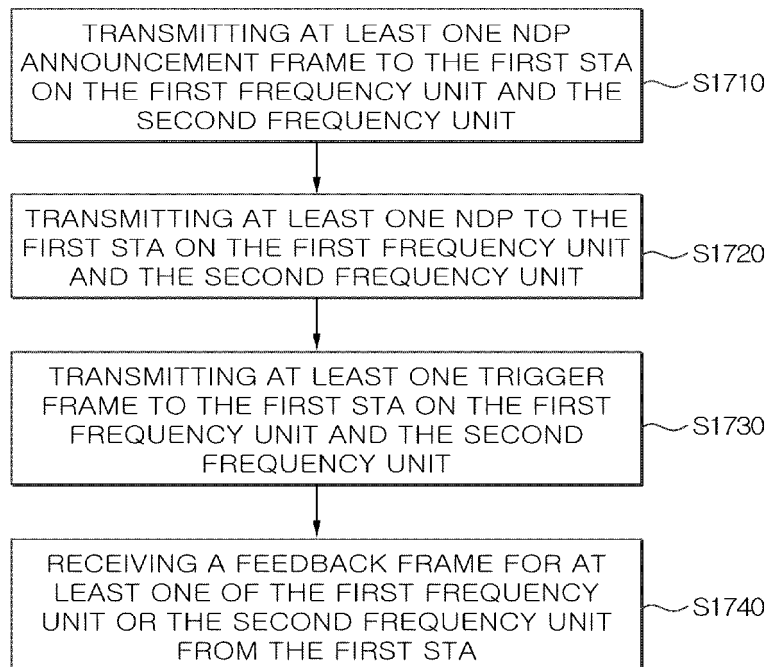 TRANSMITTING AT LEAST ONE NDP
ANNOUNCEMENT FRAME TO THE FIRST STA
ON THE FIRST FREQUENCY UNIT AND THE
SECOND FREQUENCY UNIT
S1710
TRANSMITTING AT LEAST ONE NDP TO THE
FIRST STA ON THE FIRST FREQUENCY UNIT
AND THE SECOND FREQUENCY UNIT
S1720
TRANSMITTING AT LEAST ONE TRIGGER
FRAME TO THE FIRST STA ON THE FIRST
FREQUENCY UNIT AND THE SECOND
FREQUENCY UNIT
S1730
RECEIVING A FEEDBACK FRAME FOR AT
LEAST ONE OF THE FIRST FREQUENCY
UNIT OR THE SECOND FREQUENCY UNIT
FROM THE FIRST STA
S1740